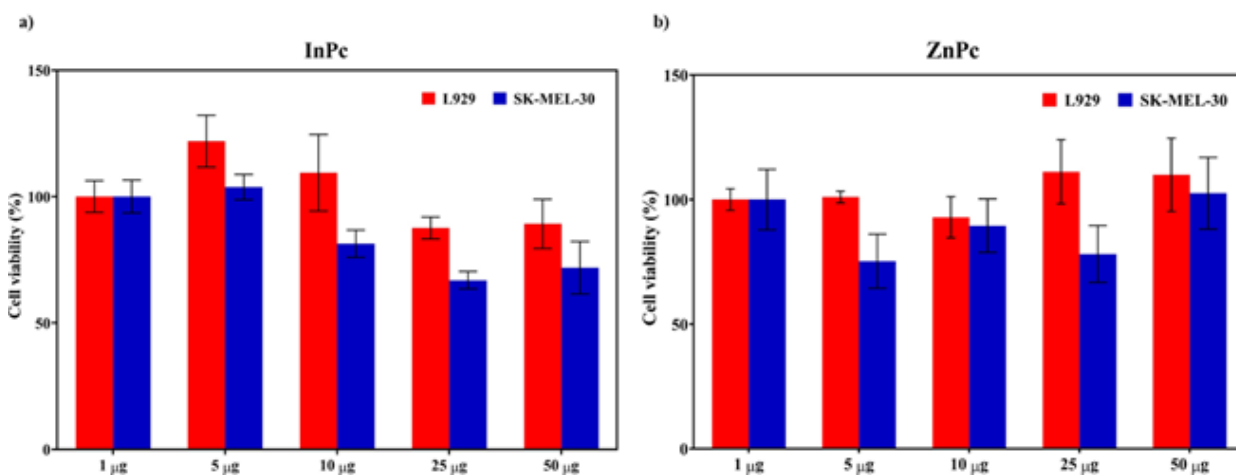 a)
InPc
150
100
50
0
Cell viability (%)
L929 SK-MEL-30
1 µg 5 µg 10 µg 25 µg 50 µg
b)
ZnPc
150
100
50
0
Cell viability (%)
L929 SK-MEL-30
1 µg 5 µg 10 µg 25 µg 50 µg